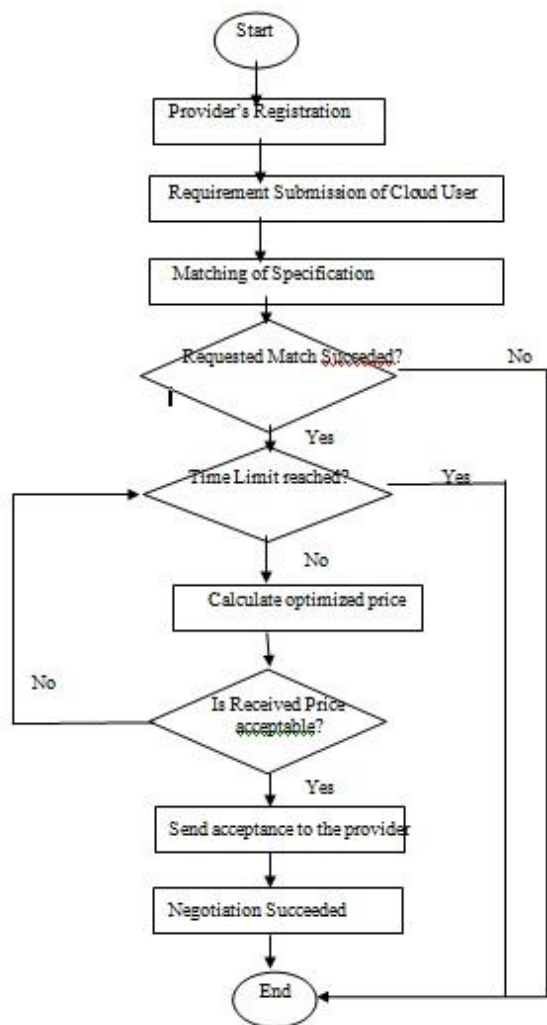 Start
Provider's Registration
Requirement Submission of Cloud User
Matching of Specification
Requested Match Succeded?
No
Yes
Time Limit reached?
Yes
No
Calculate optimized price
No
Is Received Price
acceptable?
Yes
Send acceptance to the provider
Negotiation Succeeded
End